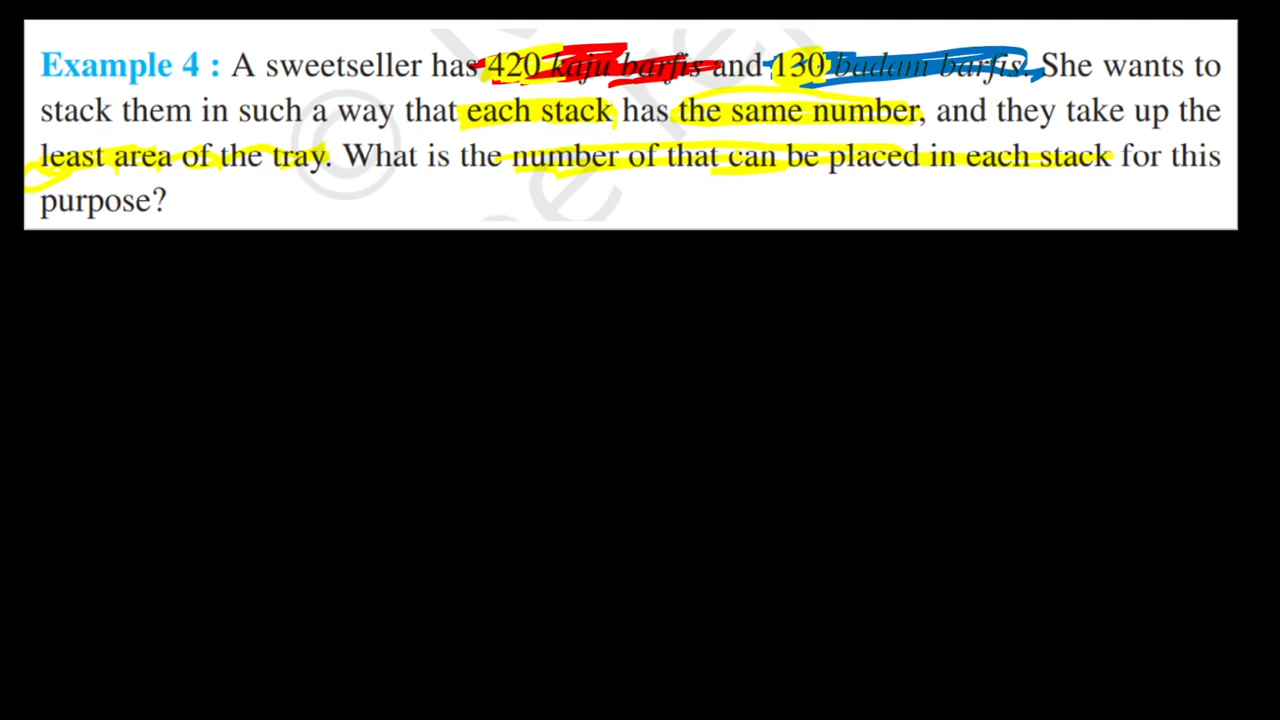 Example 4 : A sweetseller has 420 kaju barfis and 130 badam barfis. She wants to
stack them in such a way that each stack has the same number, and they take up the
least area of the tray. What is the number of that can be placed in each stack for this
purpose?